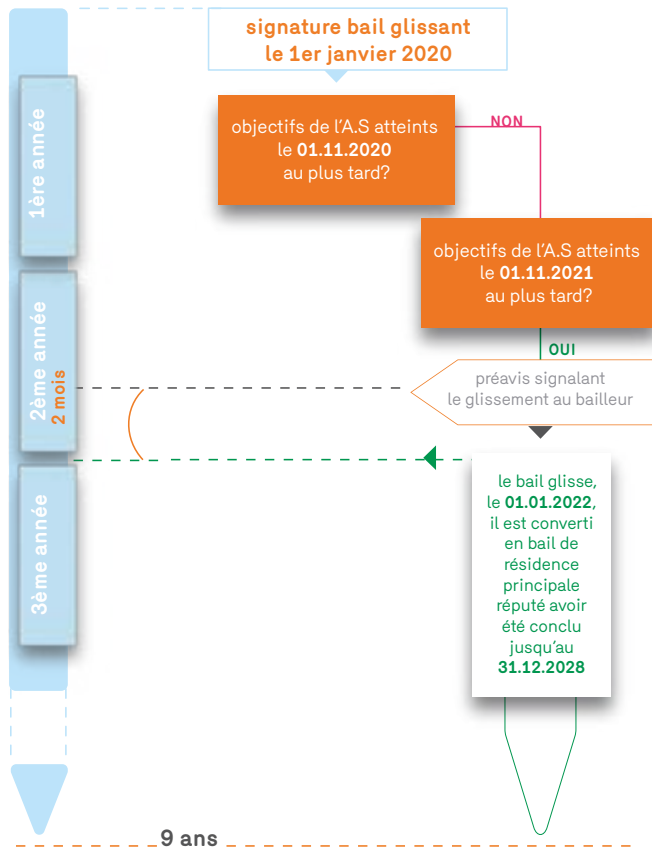 signature bail glissant
le 1er janvier 2020
objectifs de l'A.S atteints
le 01.11.2020
au plus tard?
NON
1ère année
objectifs de l'A.S atteints
le 01.11.2021
au plus tard?
OUI
2ème année
2 mois
préavis signalant
le glissement au bailleur
le bail glisse,
le 01.01.2022,
il est converti
en bail de
résidence
principale
réputé avoir
été conclu
jusqu'au
31.12.2028
3ème année
9 ans